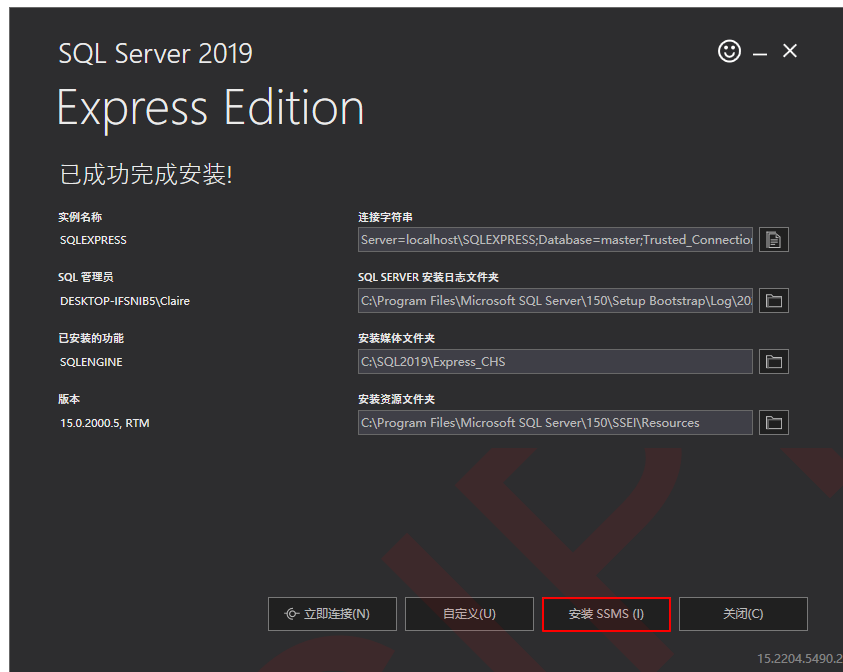 SQL Server 2019
Express Edition
已成功完成安装!
实例名称
SQLEXPRESS
连接字符串
Server=localhost\SQLEXPRESS;Database=master;Trusted_Connectio
SQL 管理员
DESKTOP-IFSNIB5\Claire
SQL SERVER 安装日志文件夹
C:\Program Files\Microsoft SQL Server\150\Setup Bootstrap\Log\20
已安装的功能
SQLENGINE
安装媒体文件夹
C:\SQL2019\Express_CHS
版本
15.0.2000.5, RTM
安装资源文件夹
C:\Program Files\Microsoft SQL Server\150\SSEI\Resources
立即连接(N)
自定义(U)
安装 SSMS (I)
关闭(C)
15.2204.5490.2